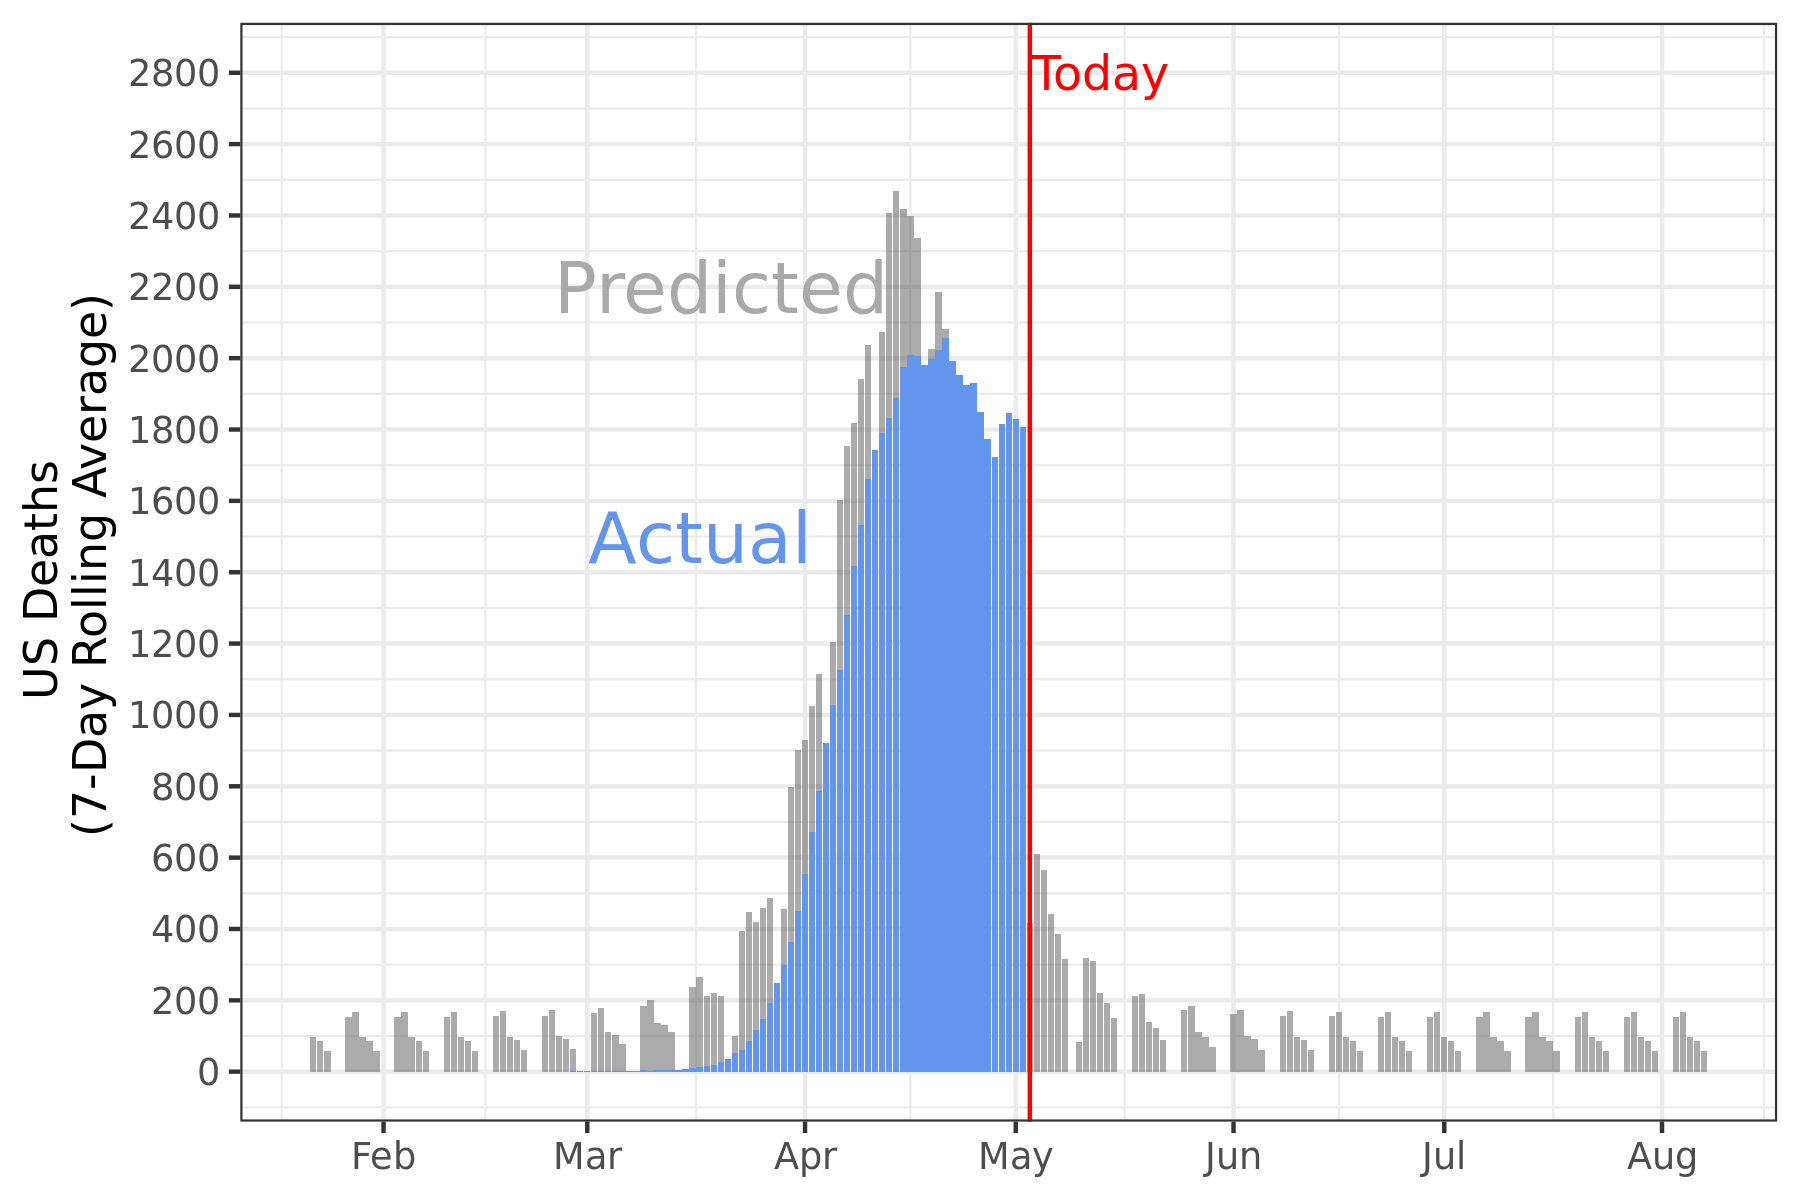 US Deaths
(7-Day Rolling Average)
2800
2600
2400
2200
2000
1800
1600
1400
1200
1000
800
600
400
200
0
Today
Predicted
Actual
Feb Mar Apr May Jun Jul Aug